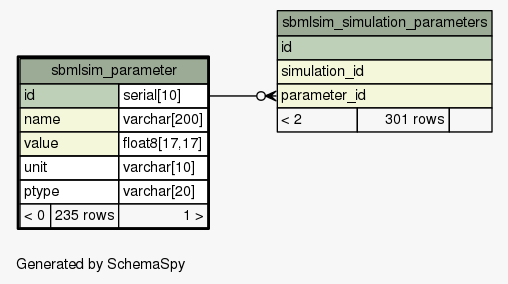 sbmlsim_parameter
id serial[10]
name varchar[200]
value float8[17,17]
unit varchar[10]
ptype varchar[20]
< 0 235 rows 1 >
sbmlsim_simulation_parameters
id
simulation_id
parameter_id
< 2 301 rows
Generated by SchemaSpy